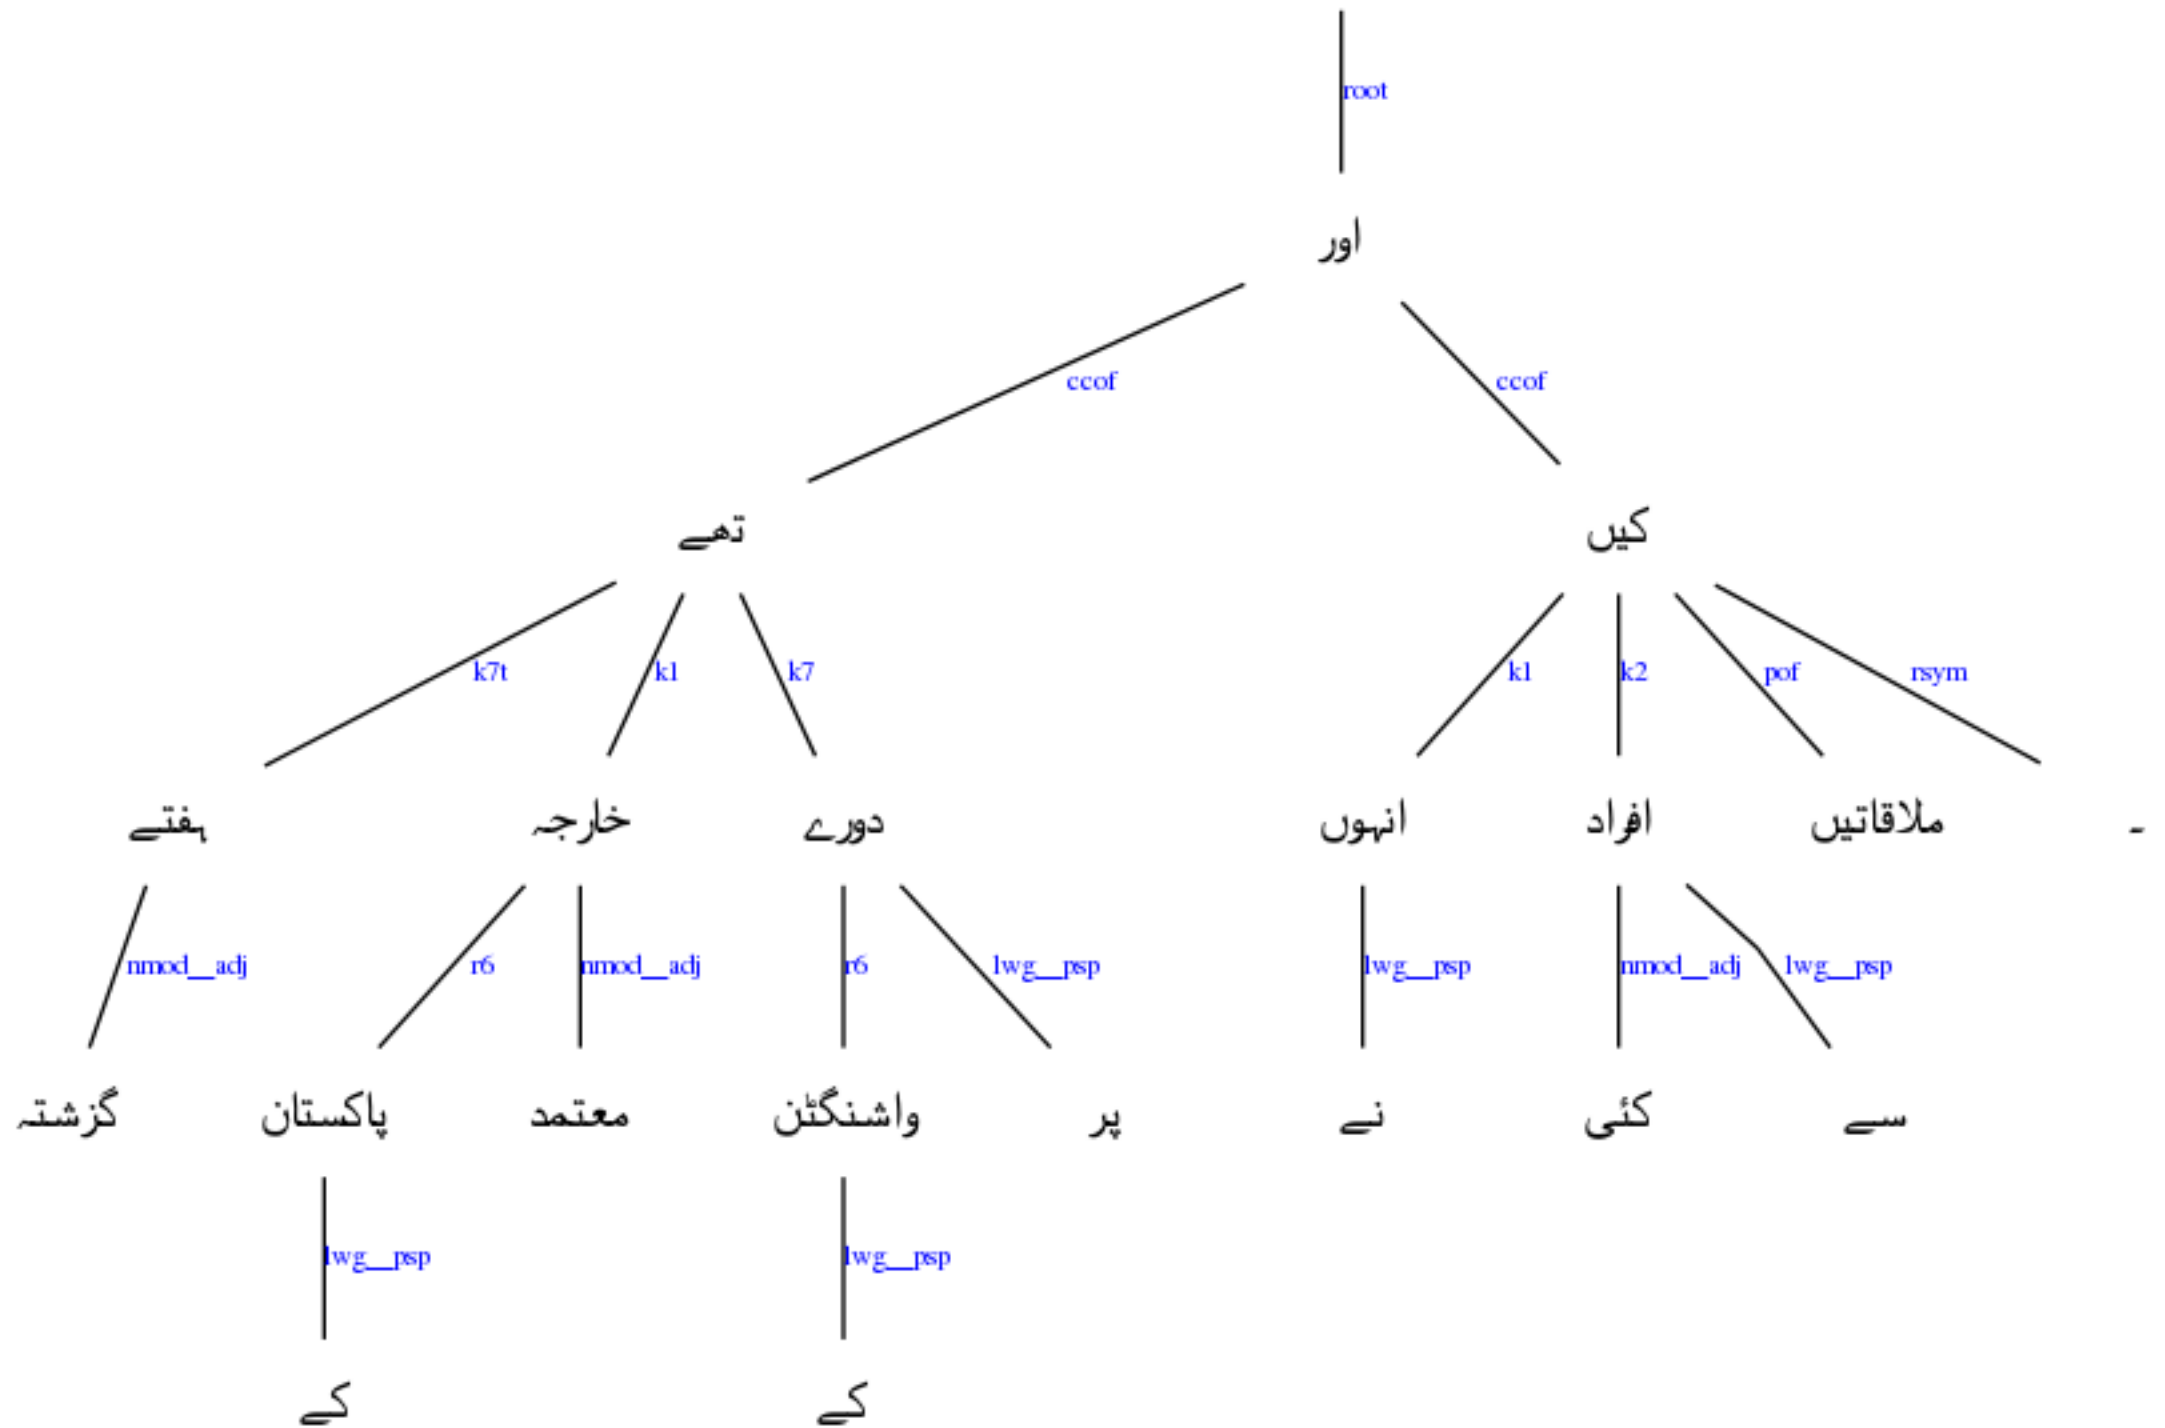 root
اور
ccof ccof
تھے کیں
k7t k1 k7 k1 k2 pof rsym
ہفتے خارجہ دورے انہوں افراد ملاقاتیں ۔
nmod__adj r6 nmod__adj r6 lwg__psp lwg__psp nmod__adj lwg__psp
گزشتہ پاکستان معتمد واشنگٹن پر نے کئی سے
lwg__psp lwg__psp
کے کے